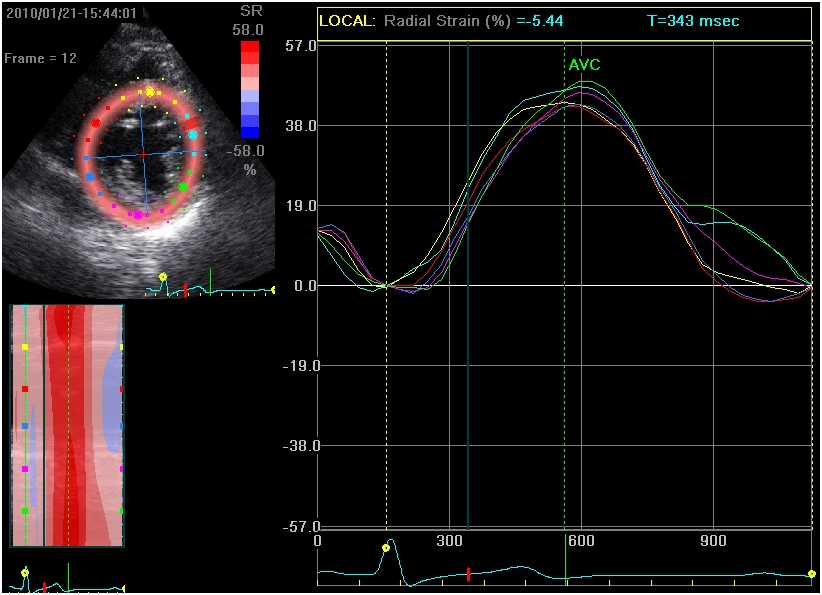 2010/01/21-15:44:01
SR
58.0
Frame = 12
-58.0
%
LOCAL: Radial Strain (%) =-5.44 T=343 msec
57.0
AVC
38.0
19.0
0.0
-19.0
-38.0
-57.0
0 300 600 900